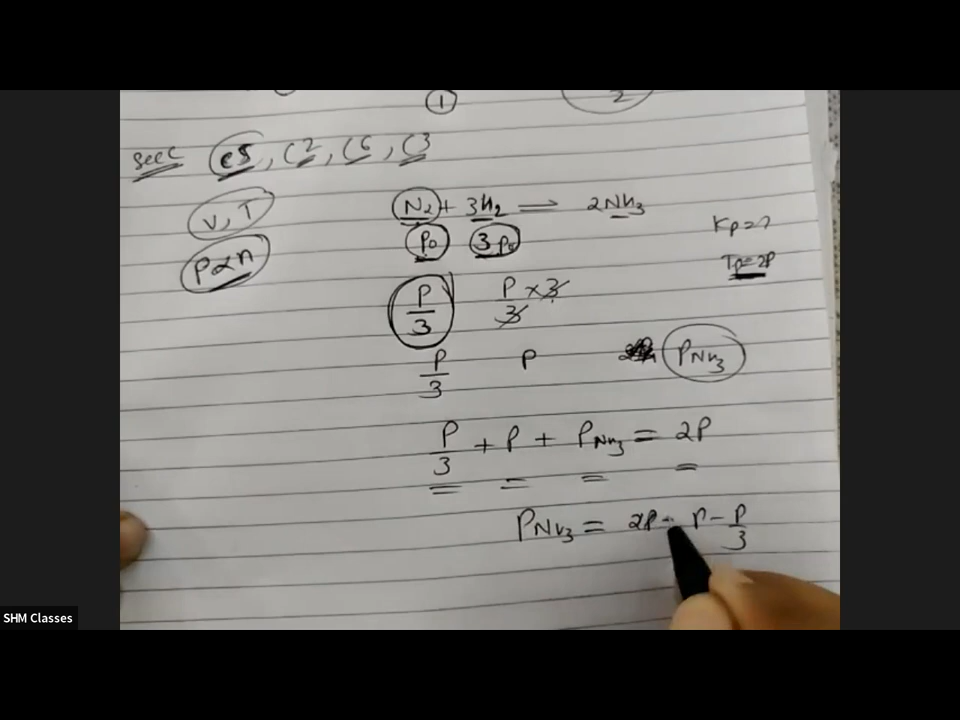 1
2
secc C5, C2, C6, C3
V, T
N2 + 3H2 ⇌ 2NH3
Kp=?
P0 3P0
P∝n
Tp=2P
P/3 P/3 × 3
P/3 P PNH3
P/3 + P + PNH3 = 2P
PNH3 = 2P - P - P/3
SHM Classes